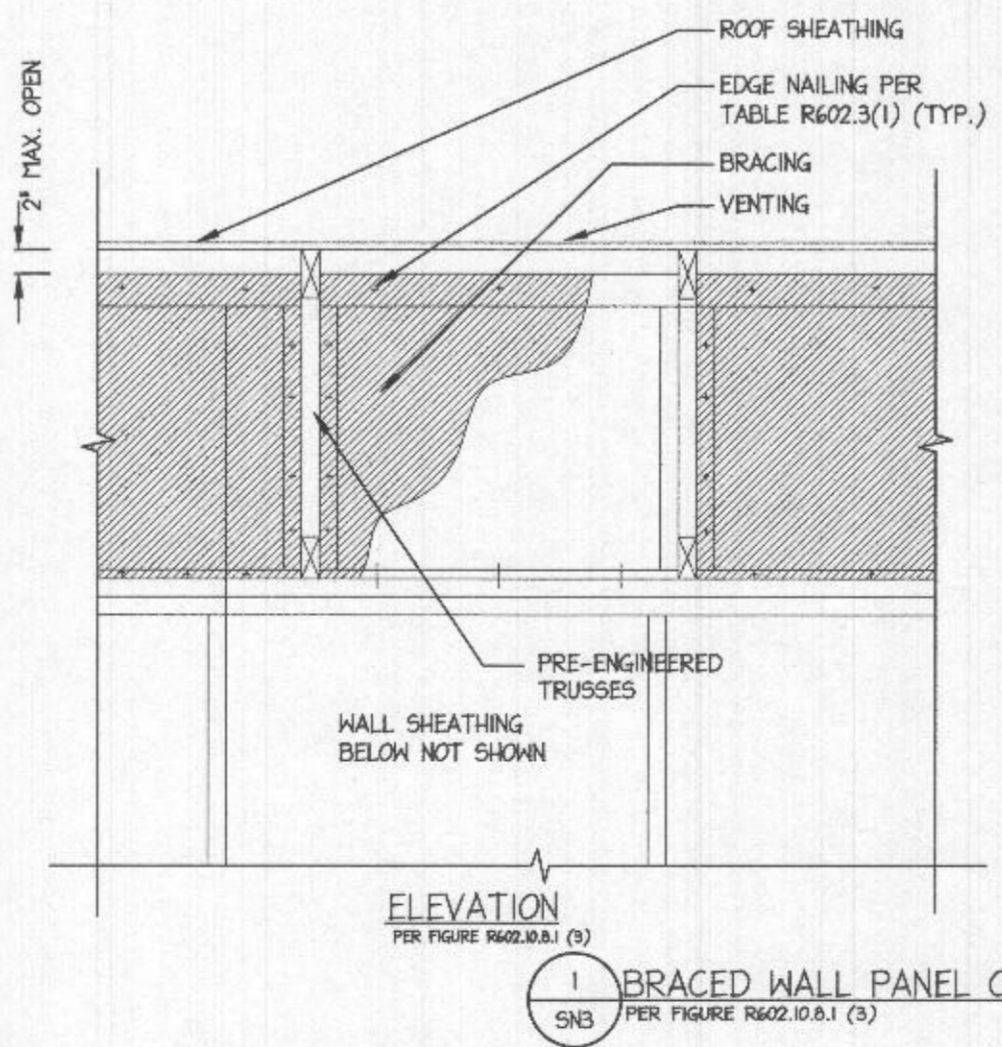 ROOF SHEATHING
EDGE NAILING PER
TABLE R602.3(1) (TYP.)
BRACING
VENTING
2" MAX. OPEN
PRE-ENGINEERED
TRUSSES
WALL SHEATHING
BELOW NOT SHOWN
ELEVATION
PER FIGURE R602.10.8.1 (3)
1
SN3
BRACED WALL PANEL C
PER FIGURE R602.10.8.1 (3)